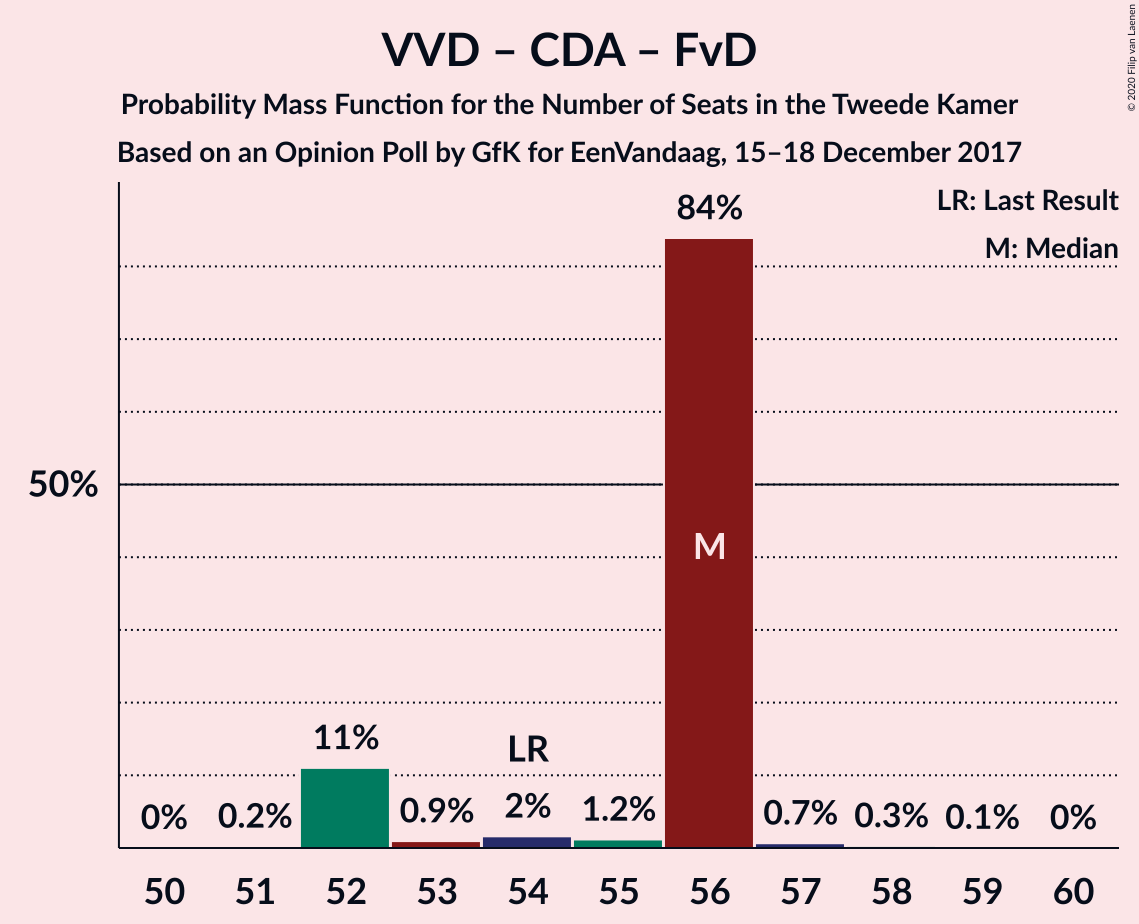 VVD – CDA – FvD
Probability Mass Function for the Number of Seats in the Tweede Kamer
Based on an Opinion Poll by GfK for EenVandaag, 15–18 December 2017
© 2020 Filip van Laenen
LR: Last Result
M: Median
84%
50%
M
11%
LR
0% 0.2% 0.9% 2% 1.2% 0.7% 0.3% 0.1% 0%
50 51 52 53 54 55 56 57 58 59 60